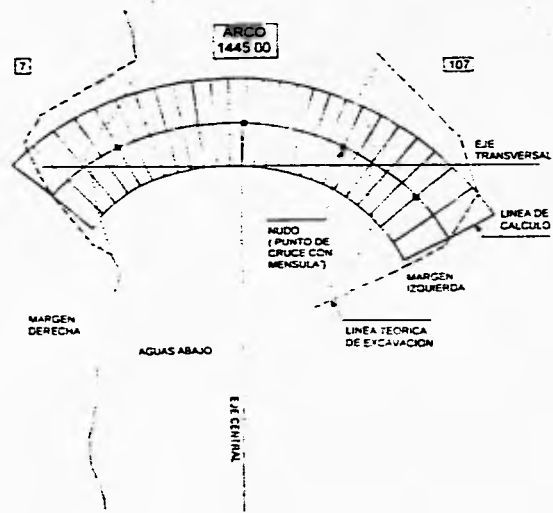 ARCO
1445.00
7
107
EJE
TRANSVERSAL
LINEA DE
CALCULO
NUDO
( PUNTO DE
CRUCE CON
MENSULA")
MARGEN
IZQUIERDA
MARGEN
DERECHA
LINEA TEORICA
DE EXCAVACION
AGUAS ABAJO
EJE CENTRAL